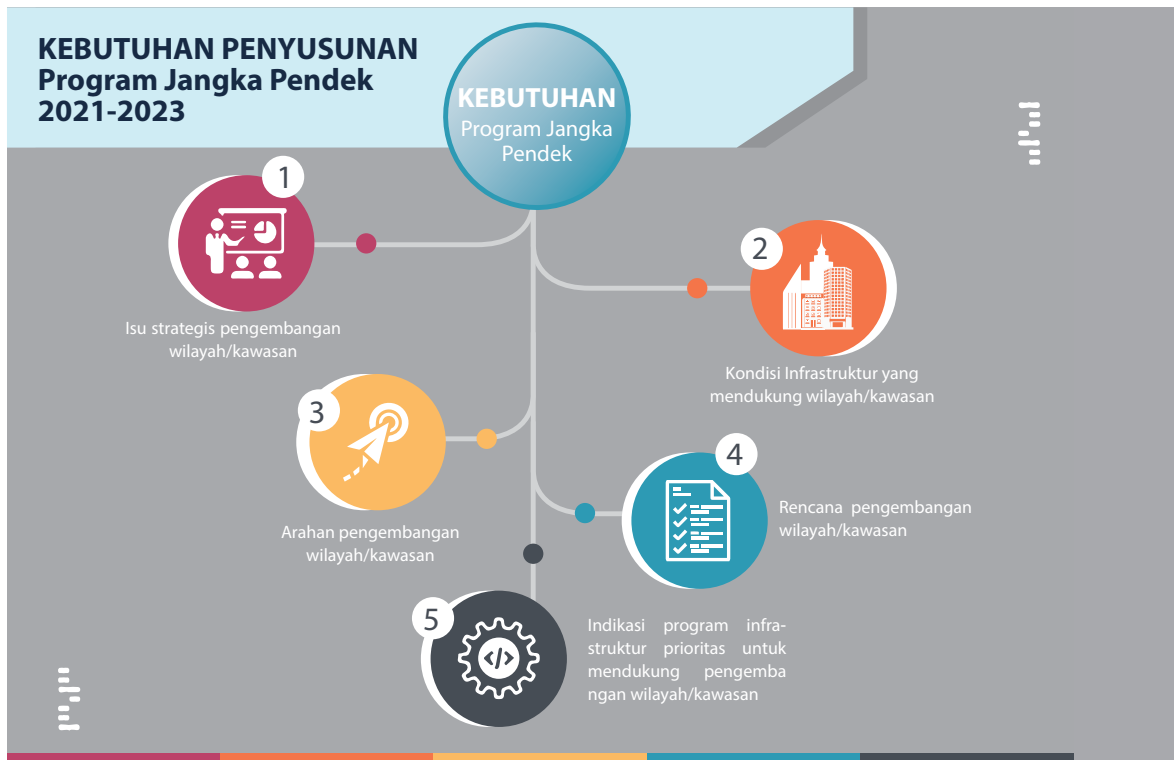 KEBUTUHAN PENYUSUNAN
Program Jangka Pendek
2021-2023
KEBUTUHAN
Program Jangka
Pendek
1
Isu strategis pengembangan
wilayah/kawasan
2
Kondisi Infrastruktur yang
mendukung wilayah/kawasan
3
Arahan pengembangan
wilayah/kawasan
4
Rencana pengembangan
wilayah/kawasan
5
</>
Indikasi program infra-
struktur prioritas untuk
mendukung pengemba
ngan wilayah/kawasan